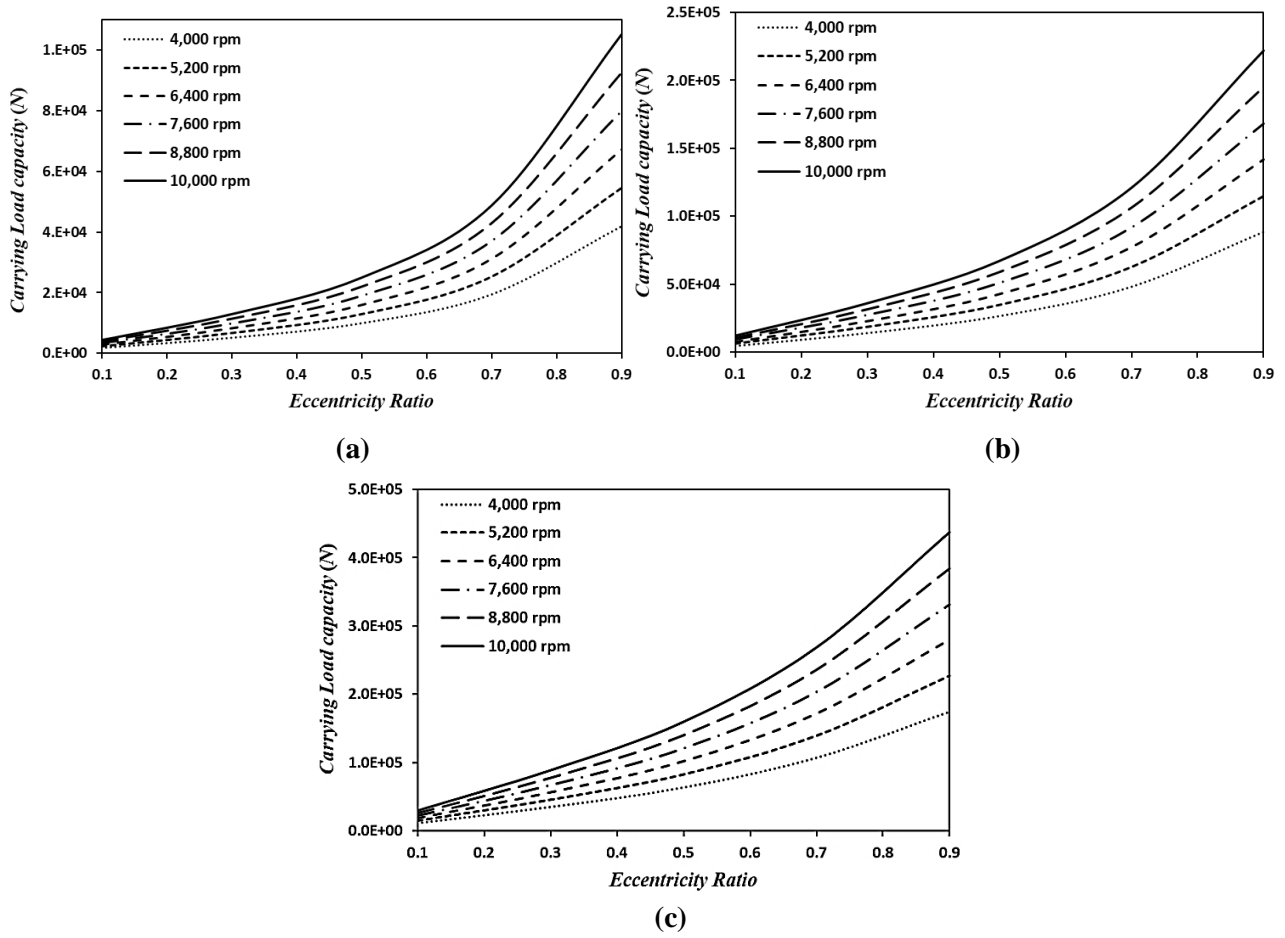 1.E+05
8.E+04
6.E+04
4.E+04
2.E+04
0.E+00
Carrying Load capacity (N)
4,000 rpm
5,200 rpm
6,400 rpm
7,600 rpm
8,800 rpm
10,000 rpm
0.1 0.2 0.3 0.4 0.5 0.6 0.7 0.8 0.9
Eccentricity Ratio
(a)
2.5E+05
2.0E+05
1.5E+05
1.0E+05
5.0E+04
0.0E+00
Carrying Load capacity (N)
4,000 rpm
5,200 rpm
6,400 rpm
7,600 rpm
8,800 rpm
10,000 rpm
0.1 0.2 0.3 0.4 0.5 0.6 0.7 0.8 0.9
Eccentricity Ratio
(b)
5.0E+05
4.0E+05
3.0E+05
2.0E+05
1.0E+05
0.0E+00
Carrying Load capacity (N)
4,000 rpm
5,200 rpm
6,400 rpm
7,600 rpm
8,800 rpm
10,000 rpm
0.1 0.2 0.3 0.4 0.5 0.6 0.7 0.8 0.9
Eccentricity Ratio
(c)